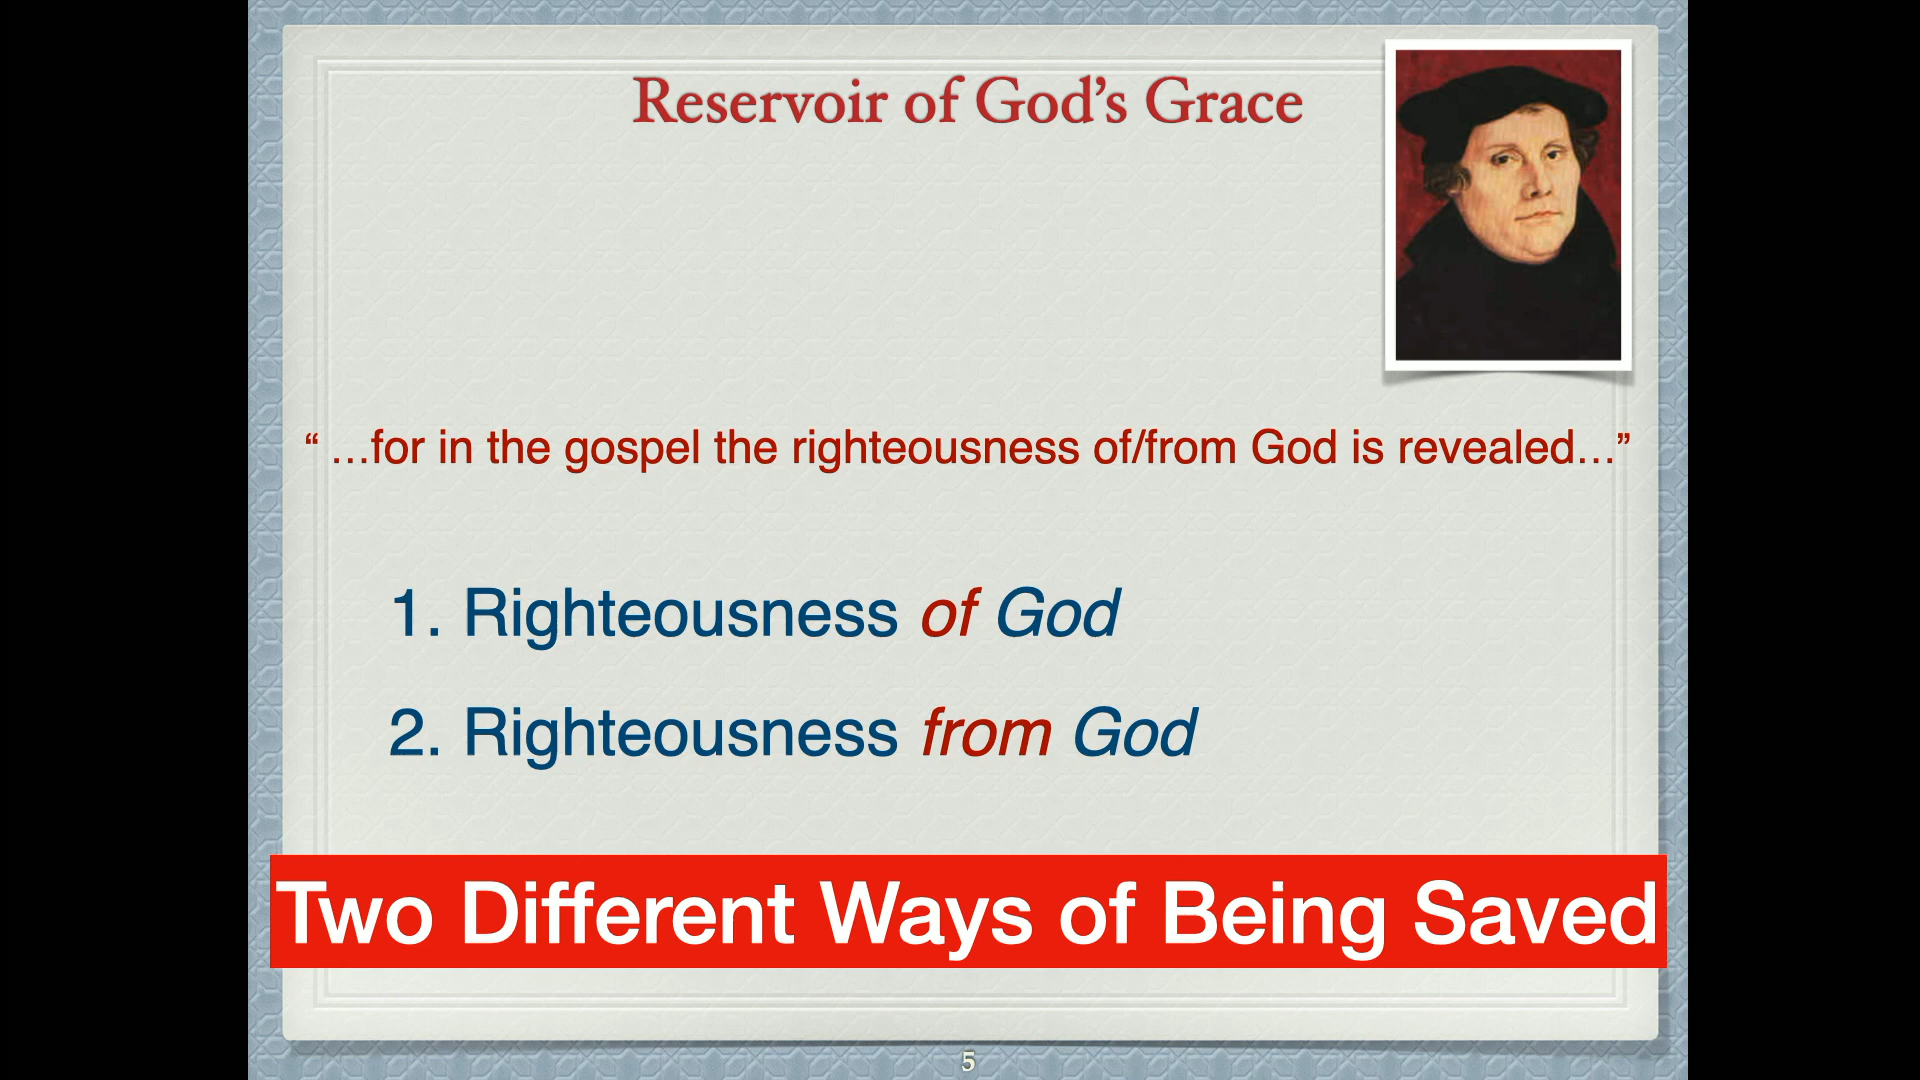 Reservoir of God’s Grace
“ …for in the gospel the righteousness of/from God is revealed…”
1. Righteousness of God
2. Righteousness from God
Two Different Ways of Being Saved
5